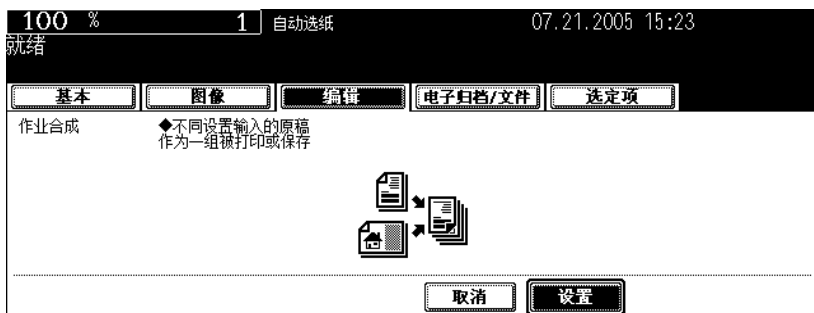 100 % 1 自动选纸 07.21.2005 15:23
就绪
基本 图像 编辑 电子归档/文件 选定项
作业合成 ◆不同设置输入的原稿
作为一组被打印或保存
取消 设置